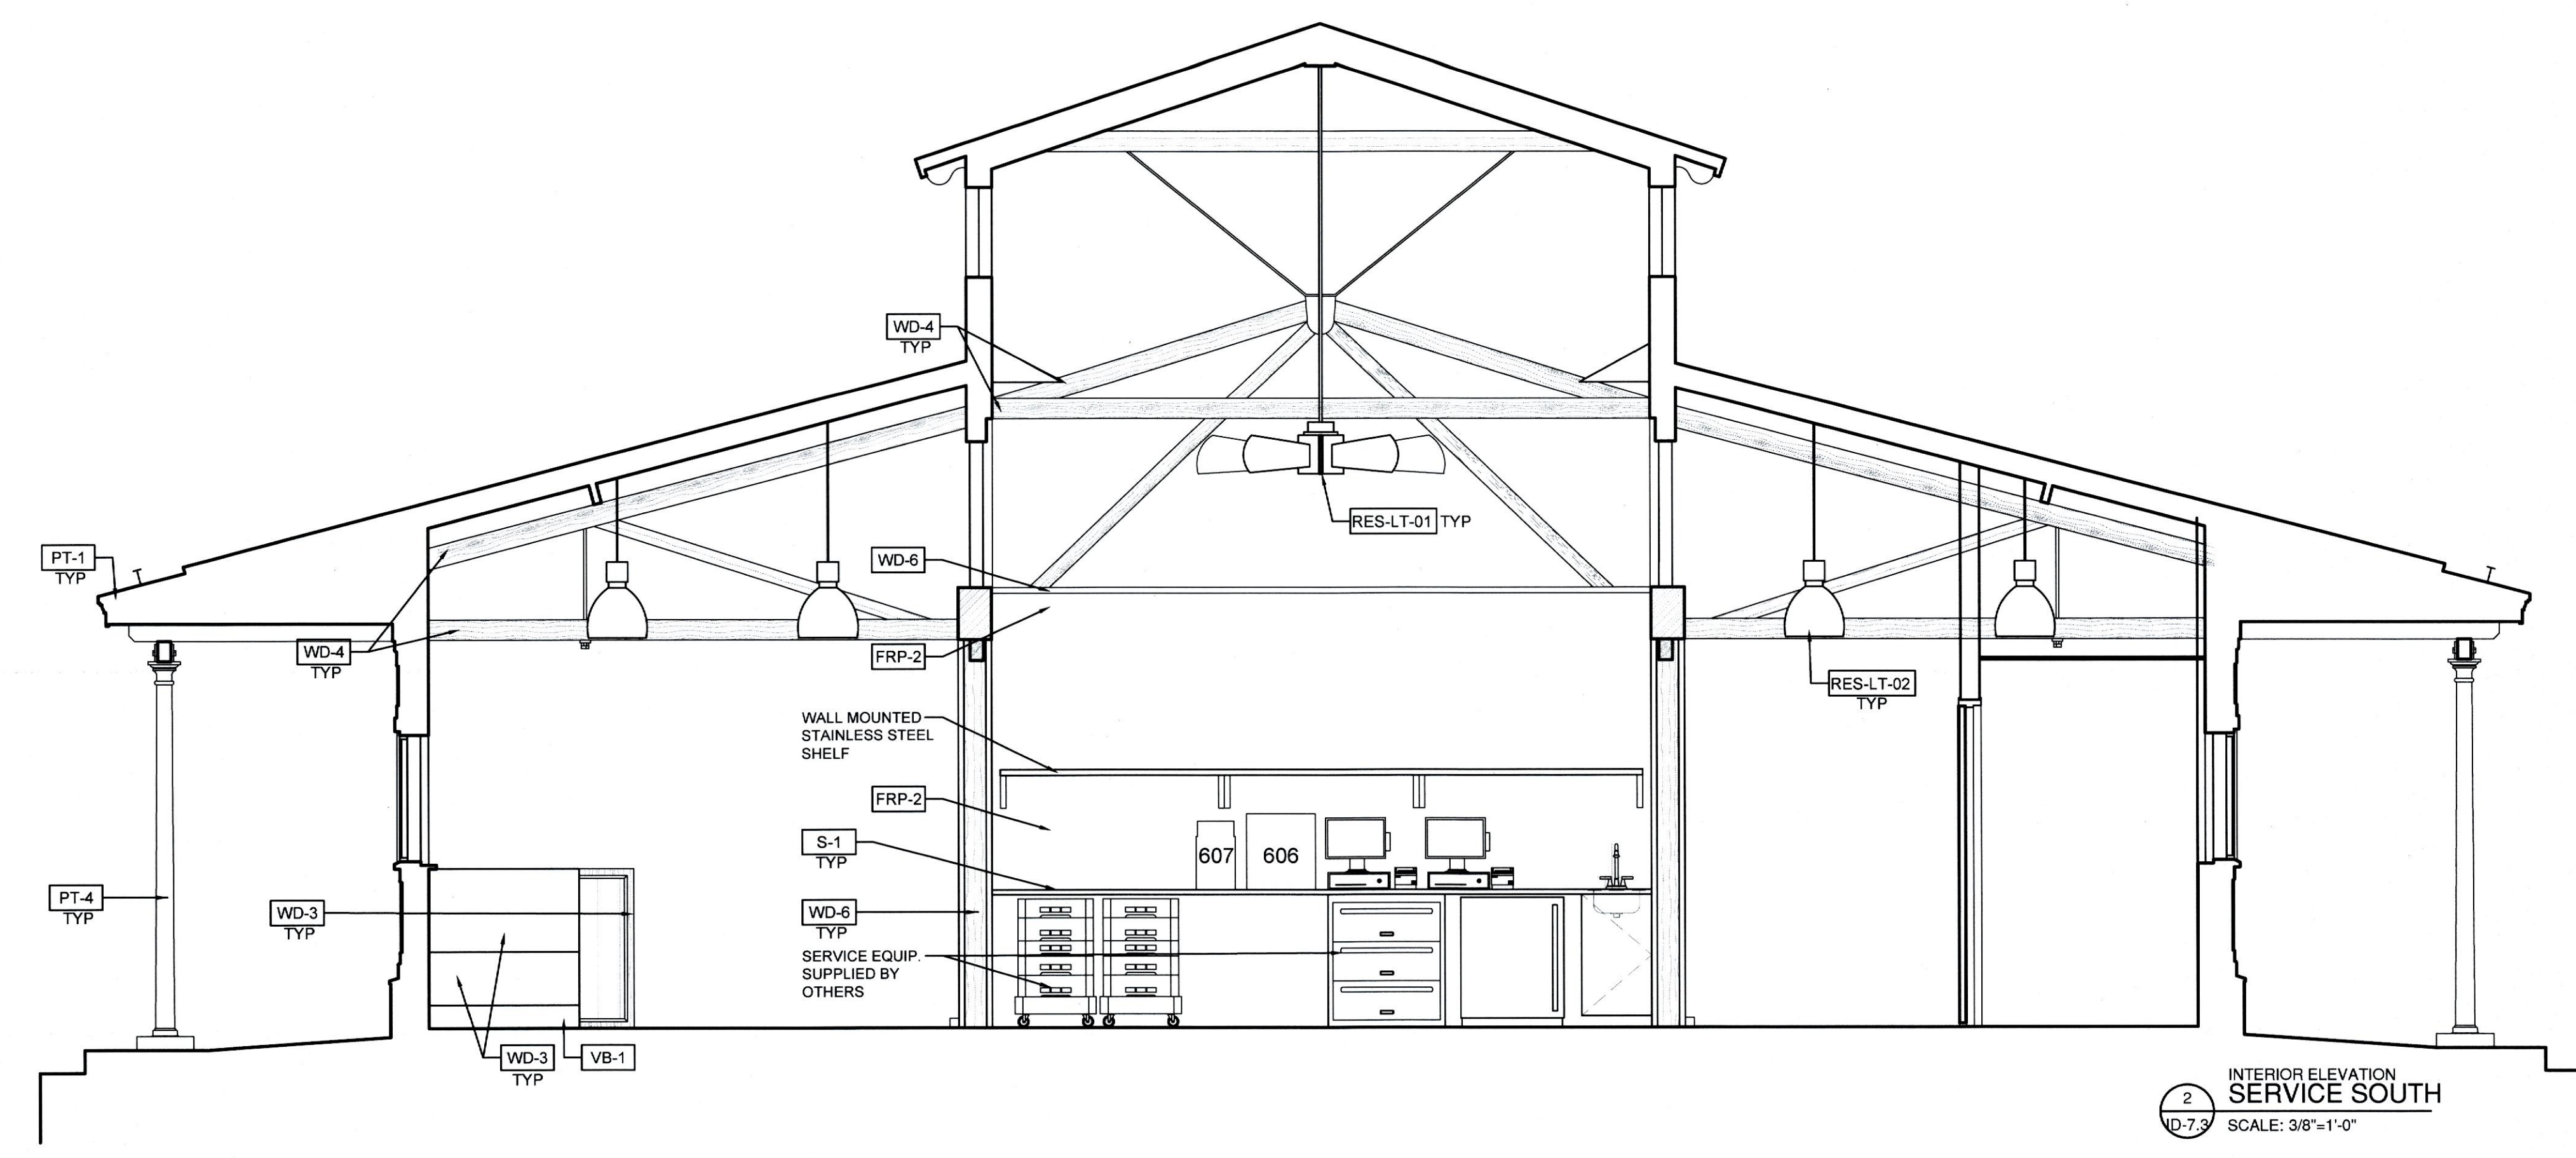 WD-4
TYP
RES-LT-01 TYP
PT-1
TYP
WD-6
WD-4
TYP
FRP-2
RES-LT-02
TYP
WALL MOUNTED
STAINLESS STEEL
SHELF
FRP-2
S-1
TYP
607
606
PT-4
TYP
WD-3
TYP
WD-6
TYP
SERVICE EQUIP.
SUPPLIED BY
OTHERS
WD-3
TYP
VB-1
2
ID-7.3
INTERIOR ELEVATION
SERVICE SOUTH
SCALE: 3/8"=1'-0"